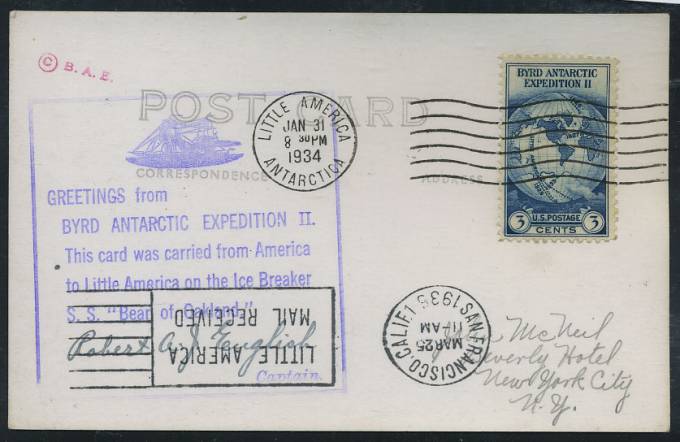 © B. A. E.
POST CARD
CORRESPONDENCE
ADDRESS
GREETINGS from
BYRD ANTARCTIC EXPEDITION II.
This card was carried from America
to Little America on the Ice Breaker
S. S. "Bear of Oakland."
Robert A. J. English
Captain
LITTLE AMERICA
JAN 31
8 30 PM
1934
ANTARCTICA
BYRD ANTARCTIC
EXPEDITION II
3 U.S. POSTAGE 3
CENTS
LITTLE AMERICA
MAIL RECEIVED
SAN FRANCISCO, CALIF. 1
MAR 25
11 AM
1935
McNeil
Beverly Hotel
New York City
N. Y.